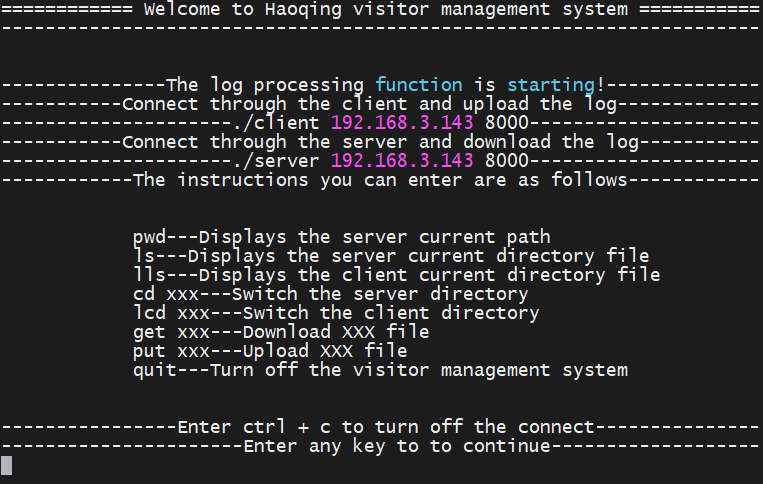 ============ Welcome to Haoqing visitor management system ===========
---------------------------------------------------------------------
---------------The log processing function is starting!--------------
-----------Connect through the client and upload the log-------------
---------------------./client 192.168.3.143 8000---------------------
-----------Connect through the server and download the log-----------
---------------------./server 192.168.3.143 8000---------------------
------------The instructions you can enter are as follows------------
pwd---Displays the server current path
ls---Displays the server current directory file
lls---Displays the client current directory file
cd xxx---Switch the server directory
lcd xxx---Switch the client directory
get xxx---Download XXX file
put xxx---Upload XXX file
quit---Turn off the visitor management system
----------------Enter ctrl + c to turn off the connect---------------
----------------------Enter any key to to continue-------------------